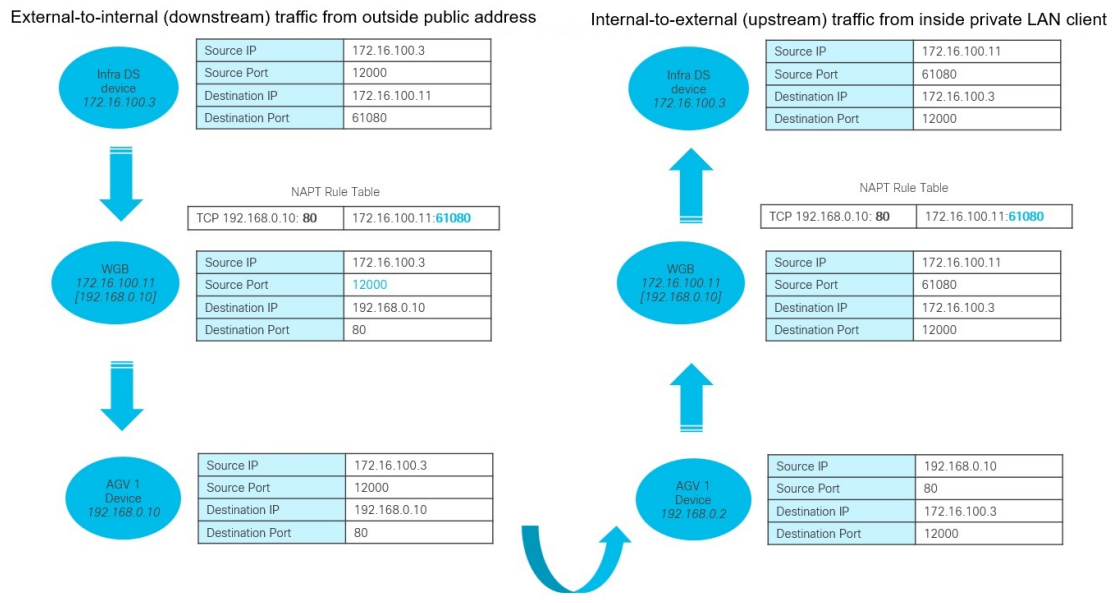 External-to-internal (downstream) traffic from outside public address
Infra DS
device
172.16.100.3
Source IP 172.16.100.3
Source Port 12000
Destination IP 172.16.100.11
Destination Port 61080
NAPT Rule Table
TCP 192.168.0.10: 80 172.16.100.11:61080
WGB
172.16.100.11
[192.168.0.10]
Source IP 172.16.100.3
Source Port 12000
Destination IP 192.168.0.10
Destination Port 80
AGV 1
Device
192.168.0.10
Source IP 172.16.100.3
Source Port 12000
Destination IP 192.168.0.10
Destination Port 80
Internal-to-external (upstream) traffic from inside private LAN client
Infra DS
device
172.16.100.3
Source IP 172.16.100.11
Source Port 61080
Destination IP 172.16.100.3
Destination Port 12000
NAPT Rule Table
TCP 192.168.0.10: 80 172.16.100.11:61080
WGB
172.16.100.11
[192.168.0.10]
Source IP 172.16.100.11
Source Port 61080
Destination IP 172.16.100.3
Destination Port 12000
AGV 1
Device
192.168.0.2
Source IP 192.168.0.10
Source Port 80
Destination IP 172.16.100.3
Destination Port 12000